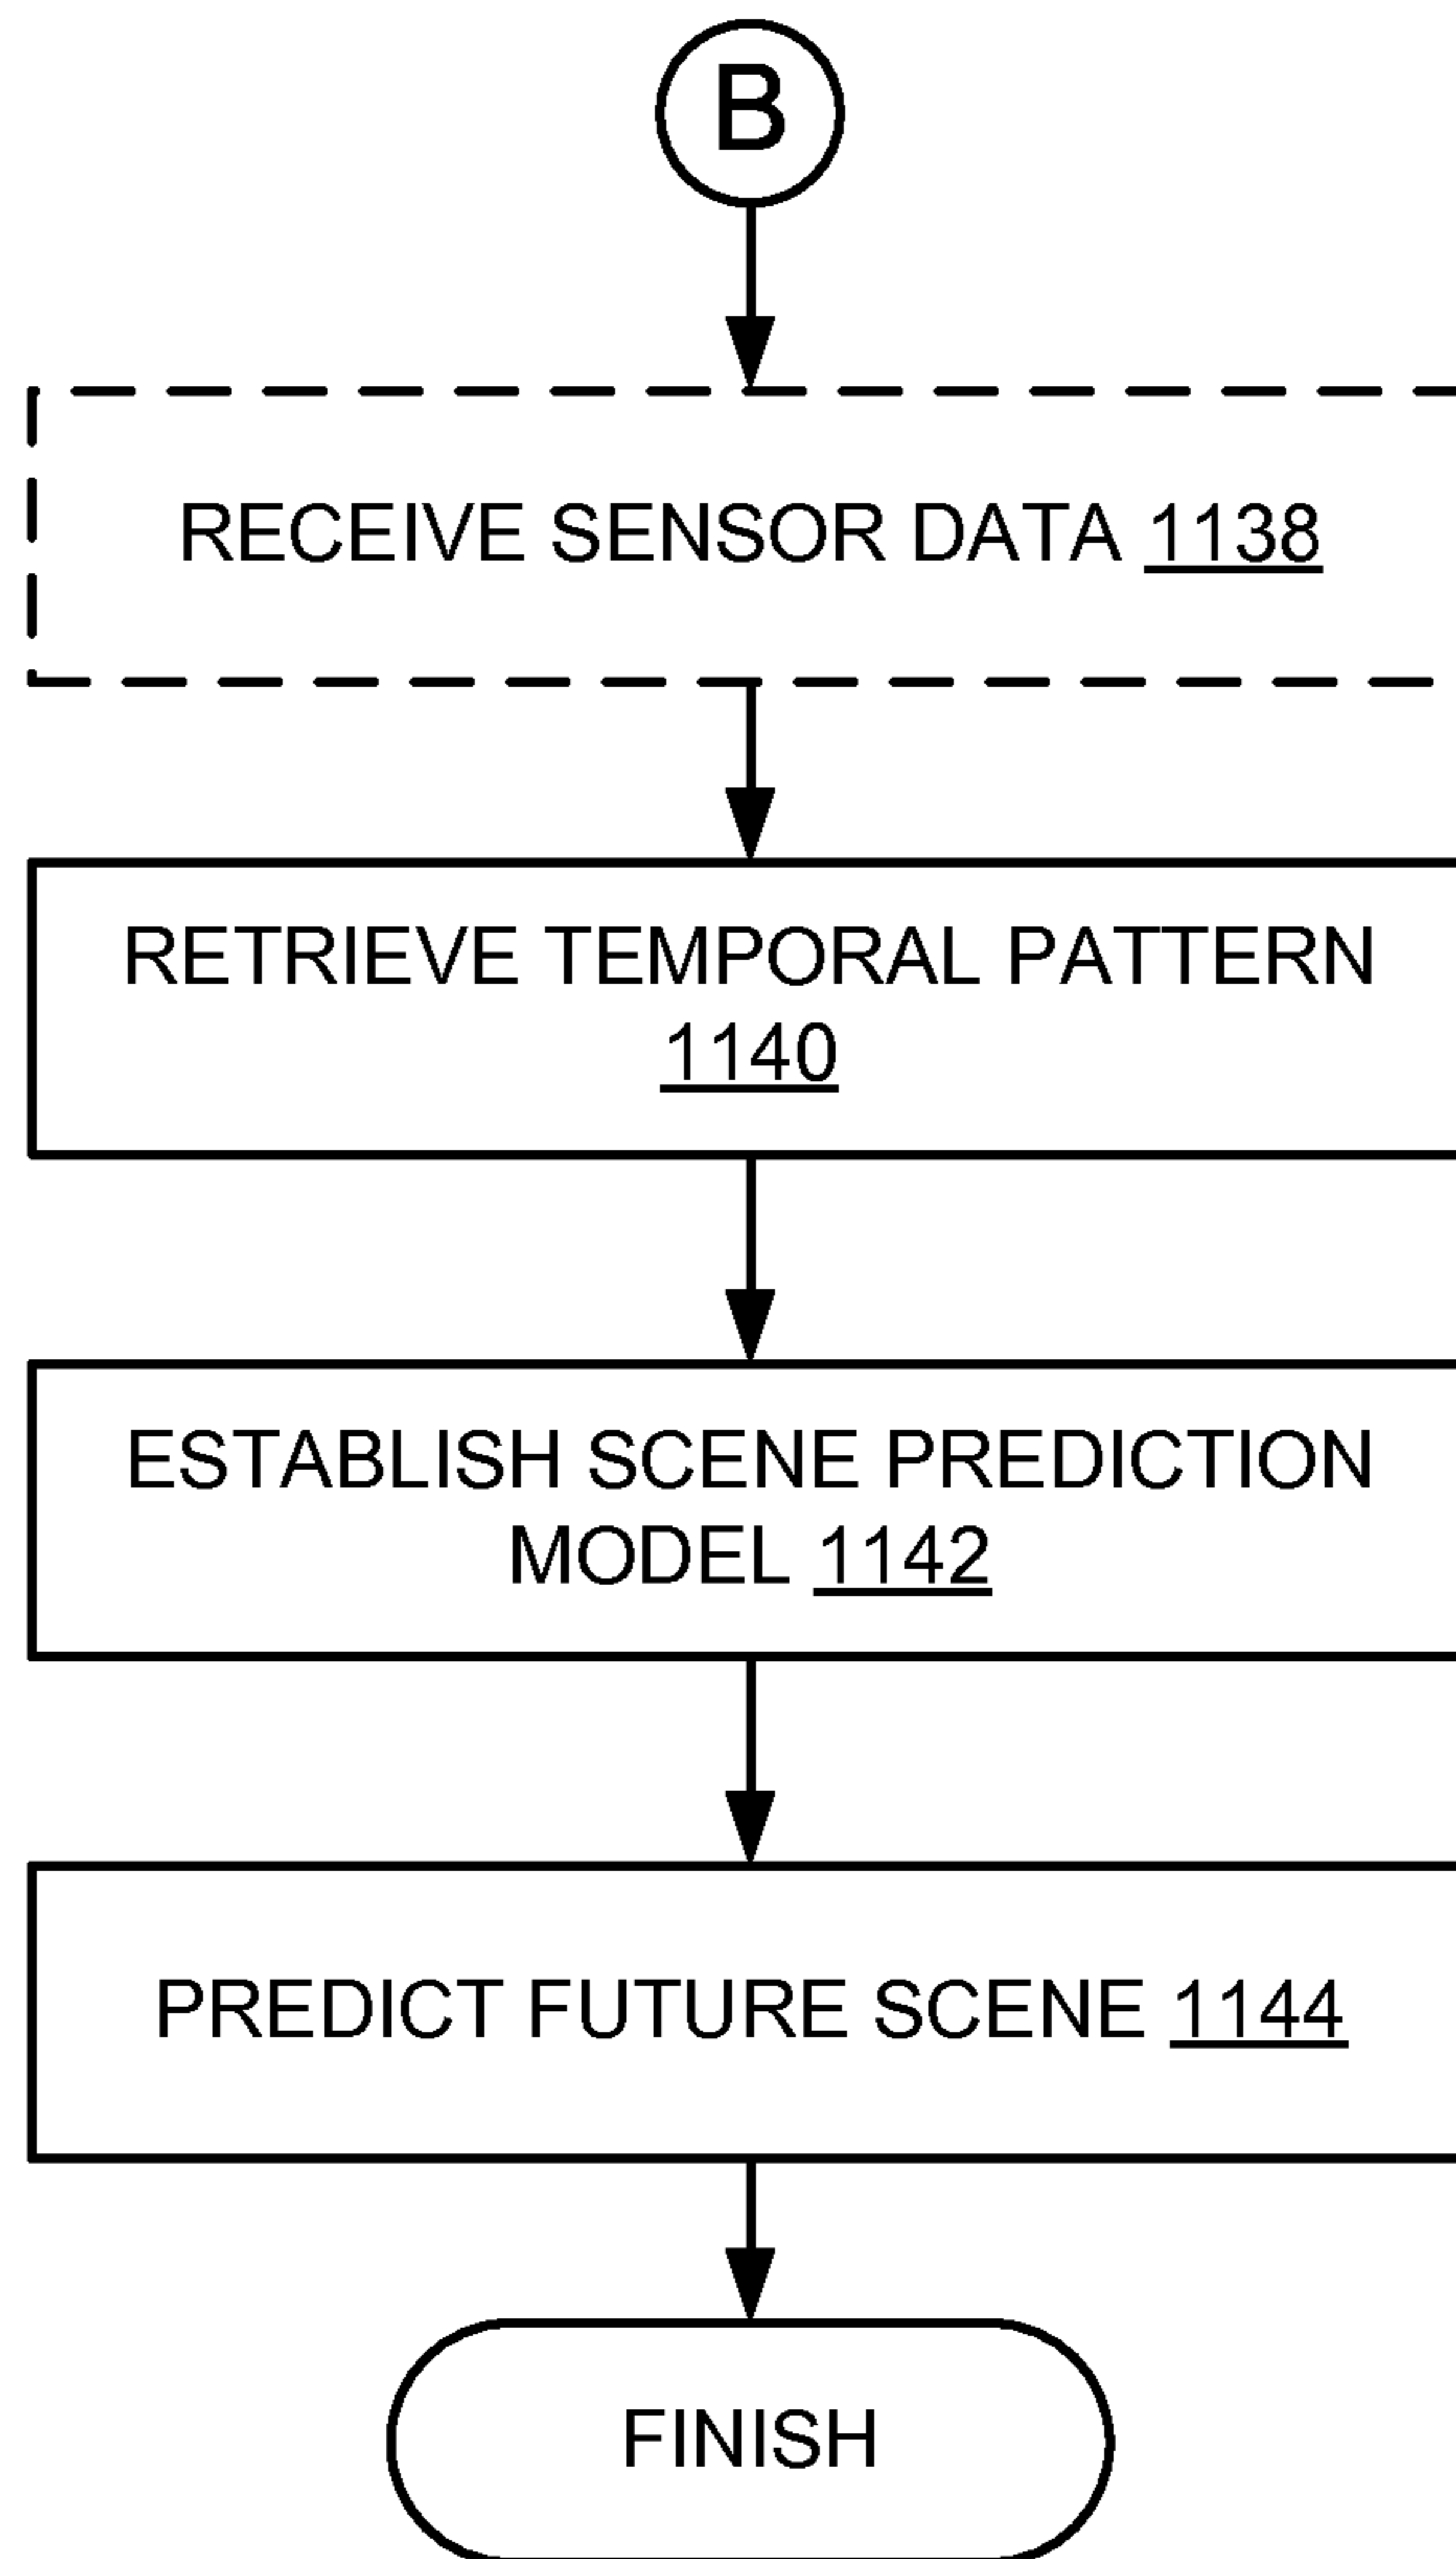 B
RECEIVE SENSOR DATA 1138
RETRIEVE TEMPORAL PATTERN
1140
ESTABLISH SCENE PREDICTION
MODEL 1142
PREDICT FUTURE SCENE 1144
FINISH